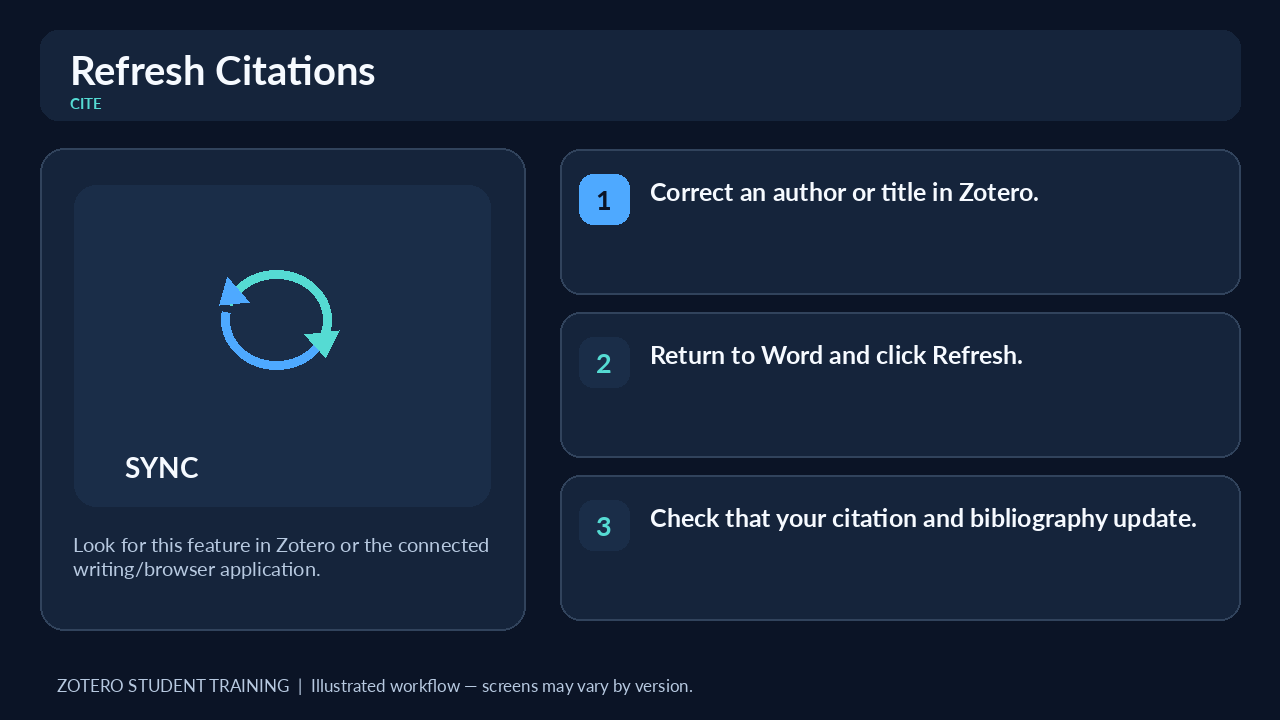 Refresh Citations
CITE
SYNC
Look for this feature in Zotero or the connected
writing/browser application.
1
Correct an author or title in Zotero.
2
Return to Word and click Refresh.
3
Check that your citation and bibliography update.
ZOTERO STUDENT TRAINING | Illustrated workflow — screens may vary by version.